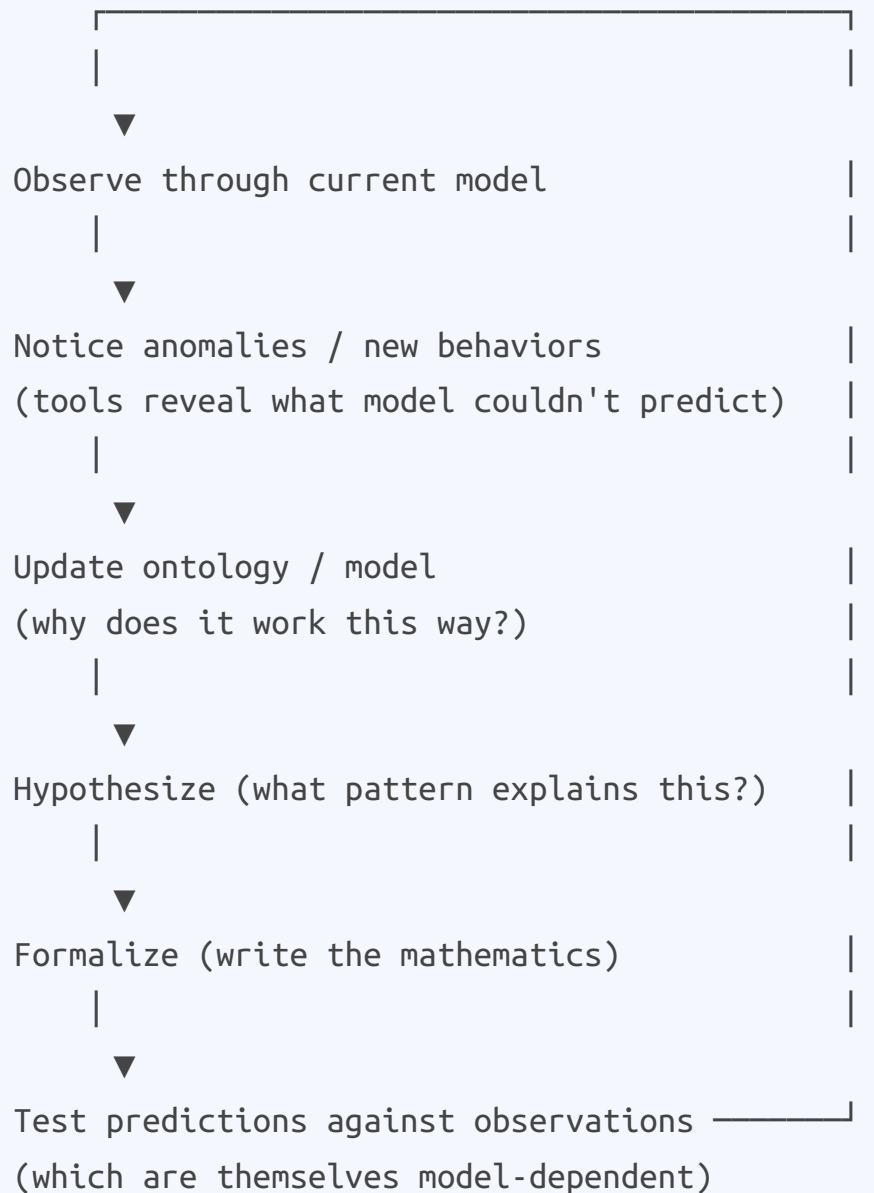 Observe through current model
Notice anomalies / new behaviors
(tools reveal what model couldn't predict)
Update ontology / model
(why does it work this way?)
Hypothesize (what pattern explains this?)
Formalize (write the mathematics)
Test predictions against observations
(which are themselves model-dependent)